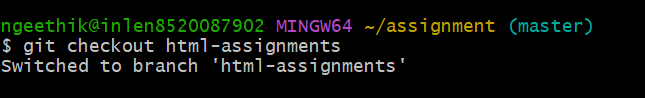 ngeethik@inlen8520087902 MINGW64 ~/assignment (master)
$ git checkout html-assignments
Switched to branch 'html-assignments'